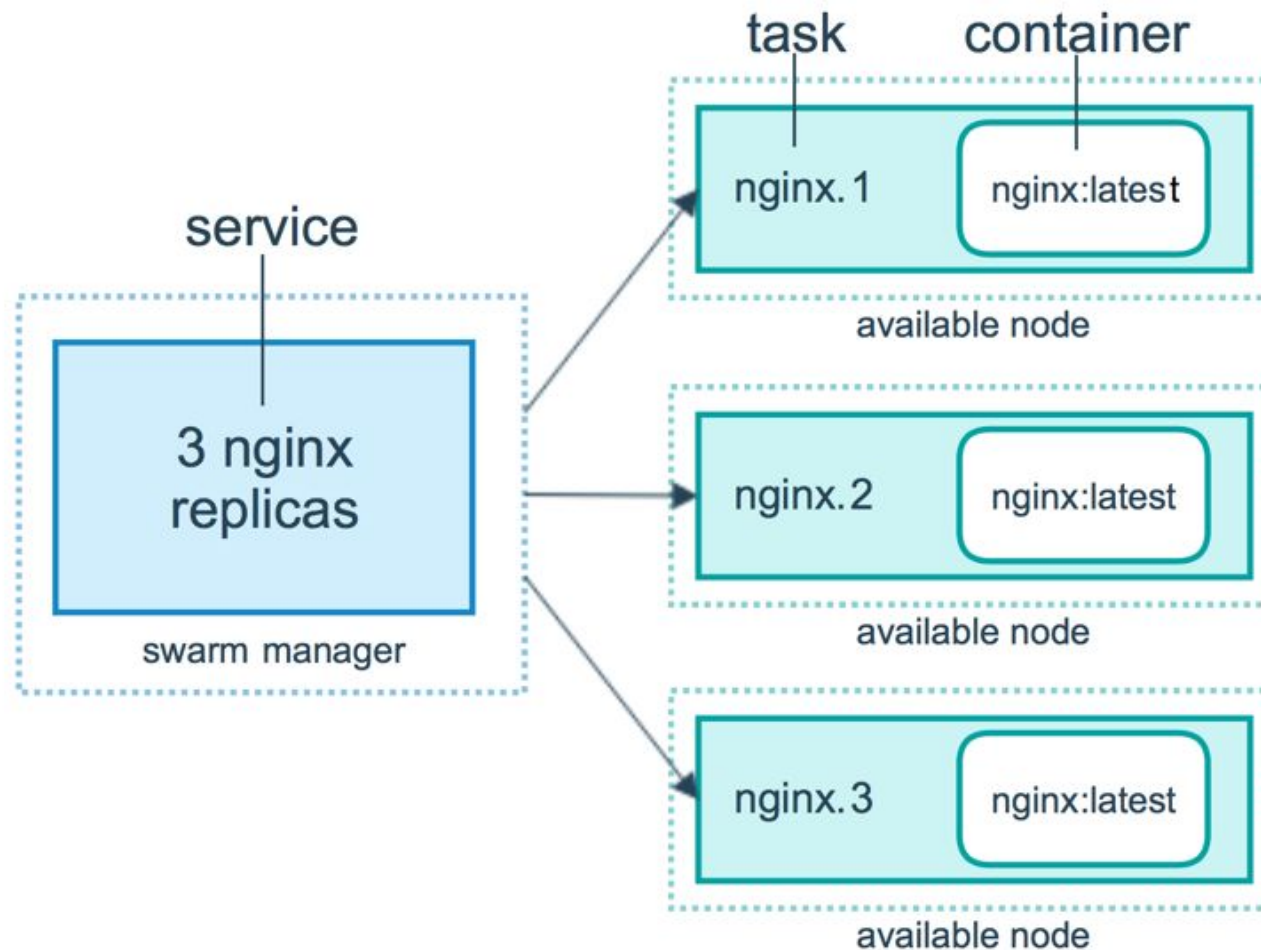 task
container
nginx.1
nginx:latest
available node
service
3 nginx
replicas
swarm manager
nginx.2
nginx:latest
available node
nginx.3
nginx:latest
available node